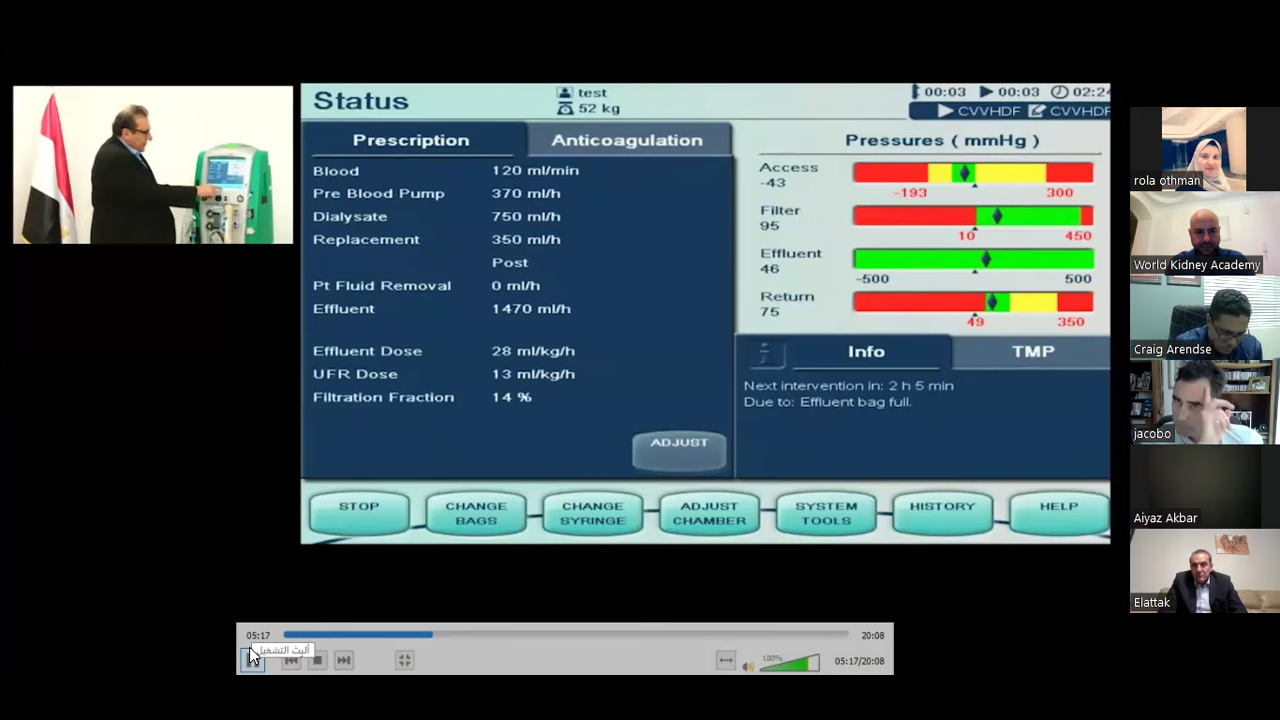 Status
test
52 kg
00:03
00:03
02:24
CVVHDF
CVVHDF
Prescription
Anticoagulation
Blood 120 ml/min
Pre Blood Pump 370 ml/h
Dialysate 750 ml/h
Replacement 350 ml/h
Post
Pt Fluid Removal 0 ml/h
Effluent 1470 ml/h
Effluent Dose 28 ml/kg/h
UFR Dose 13 ml/kg/h
Filtration Fraction 14 %
ADJUST
Pressures ( mmHg )
Access
-43
-193 300
Filter
95
10 450
Effluent
46
-500 500
Return
75
49 350
Info
TMP
Next intervention in: 2 h 5 min
Due to: Effluent bag full.
STOP
CHANGE
BAGS
CHANGE
SYRINGE
ADJUST
CHAMBER
SYSTEM
TOOLS
HISTORY
HELP
rola othman
World Kidney Academy
Craig Arendse
jacobo
Aiyaz Akbar
Elattak
05:17
20:08
التشغيل
100%
05:17/20:08